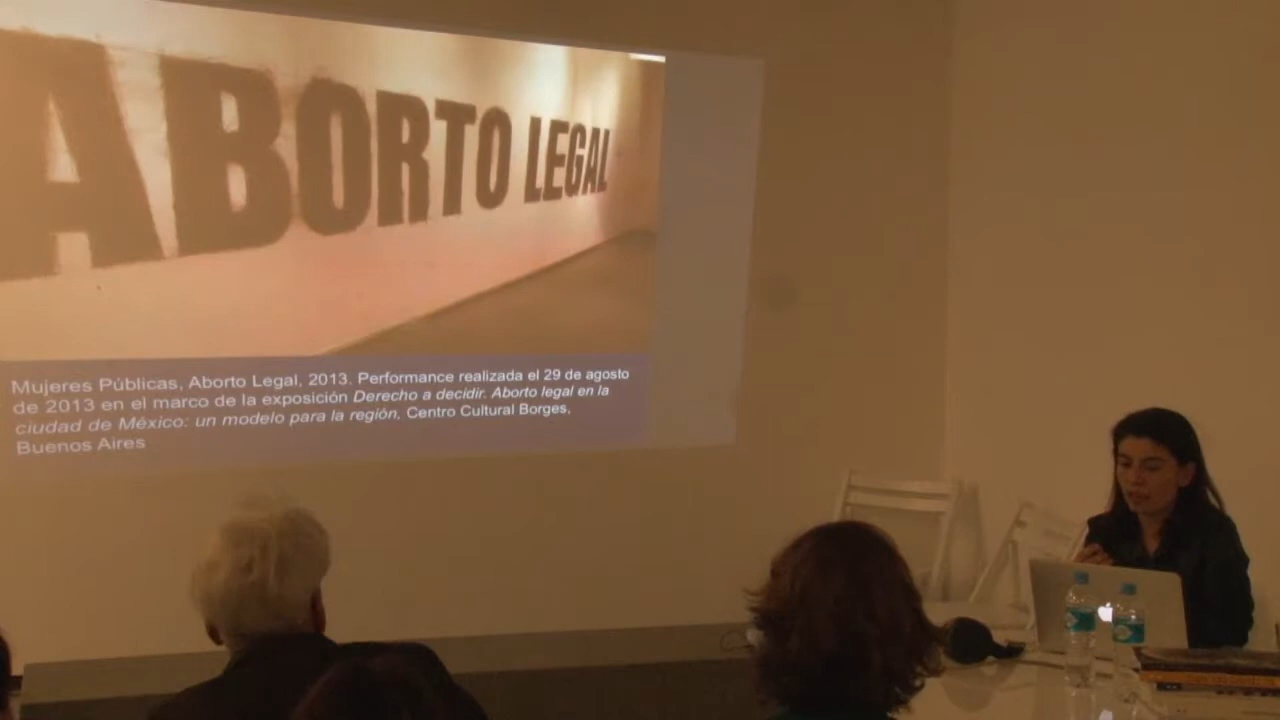 ABORTO LEGAL
Mujeres Públicas, Aborto Legal, 2013. Performance realizada el 29 de agosto
de 2013 en el marco de la exposición Derecho a decidir. Aborto legal en la
ciudad de México: un modelo para la región. Centro Cultural Borges,
Buenos Aires